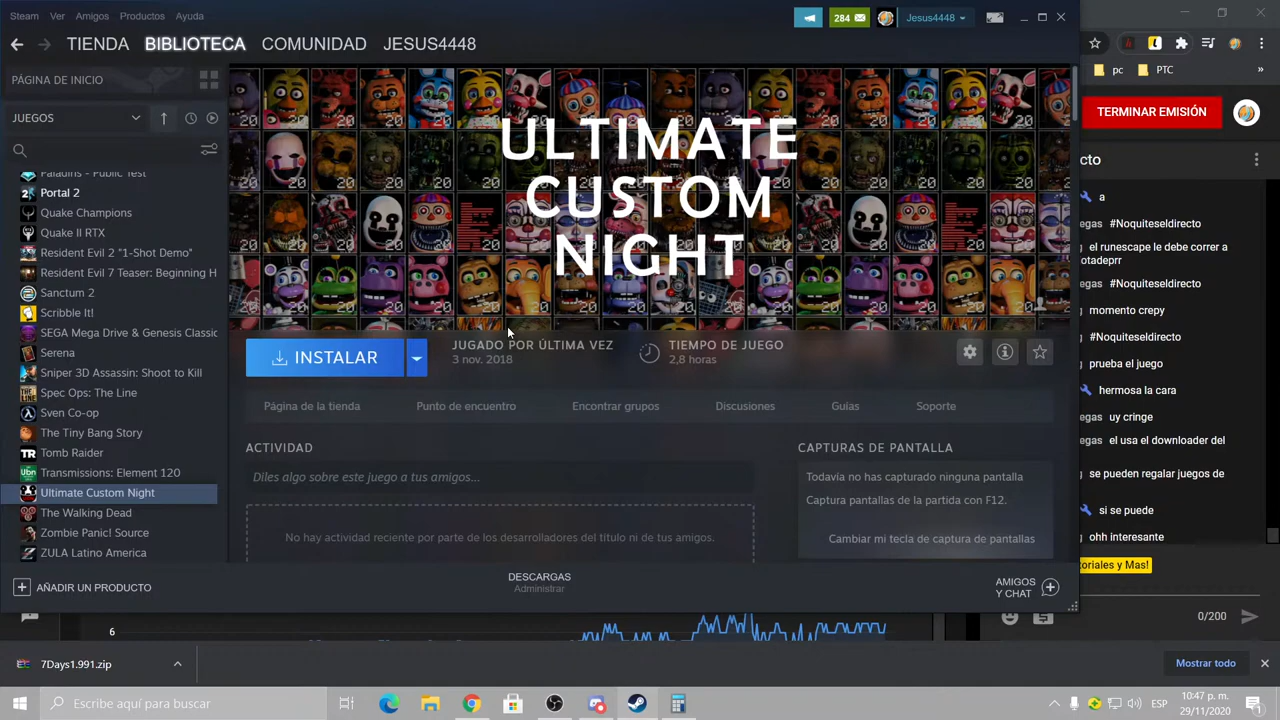 Steam Ver Amigos Productos Ayuda
284
Jesus4448
TIENDA BIBLIOTECA COMUNIDAD JESUS4448
PÁGINA DE INICIO
JUEGOS
Paladins - Public Test
Portal 2
Quake Champions
Quake II RTX
Resident Evil 2 "1-Shot Demo"
Resident Evil 7 Teaser: Beginning H
Sanctum 2
Scribble It!
SEGA Mega Drive & Genesis Classic
Serena
Sniper 3D Assassin: Shoot to Kill
Spec Ops: The Line
Sven Co-op
The Tiny Bang Story
Tomb Raider
Transmissions: Element 120
Ultimate Custom Night
The Walking Dead
Zombie Panic! Source
ZULA Latino America
AÑADIR UN PRODUCTO
ULTIMATE
CUSTOM
NIGHT
INSTALAR
JUGADO POR ÚLTIMA VEZ
3 nov. 2018
TIEMPO DE JUEGO
2,8 horas
Página de la tienda Punto de encuentro Encontrar grupos Discusiones Guías Soporte
ACTIVIDAD
Diles algo sobre este juego a tus amigos...
No hay actividad reciente por parte de los desarrolladores del título ni de tus amigos.
CAPTURAS DE PANTALLA
Todavía no has capturado ninguna pantalla
Captura pantallas de la partida con F12.
Cambiar mi tecla de captura de pantallas
DESCARGAS
Administrar
AMIGOS
Y CHAT
pc PTC »
TERMINAR EMISIÓN
cto
a
egas #Noquiteseldirecto
g el runescape le debe correr a
otadeprr
egas #Noquiteseldirecto
g momento crepy
egas #Noquiteseldirecto
g prueba el juego
egas hermosa la cara
egas uy cringe
g el usa el downloader del
g se pueden regalar juegos de
g si se puede
g ohh interesante
toriales y Mas!
0/200
6
7Days1.991.zip
Mostrar todo
Escribe aquí para buscar
ESP
10:47 p. m.
29/11/2020
1